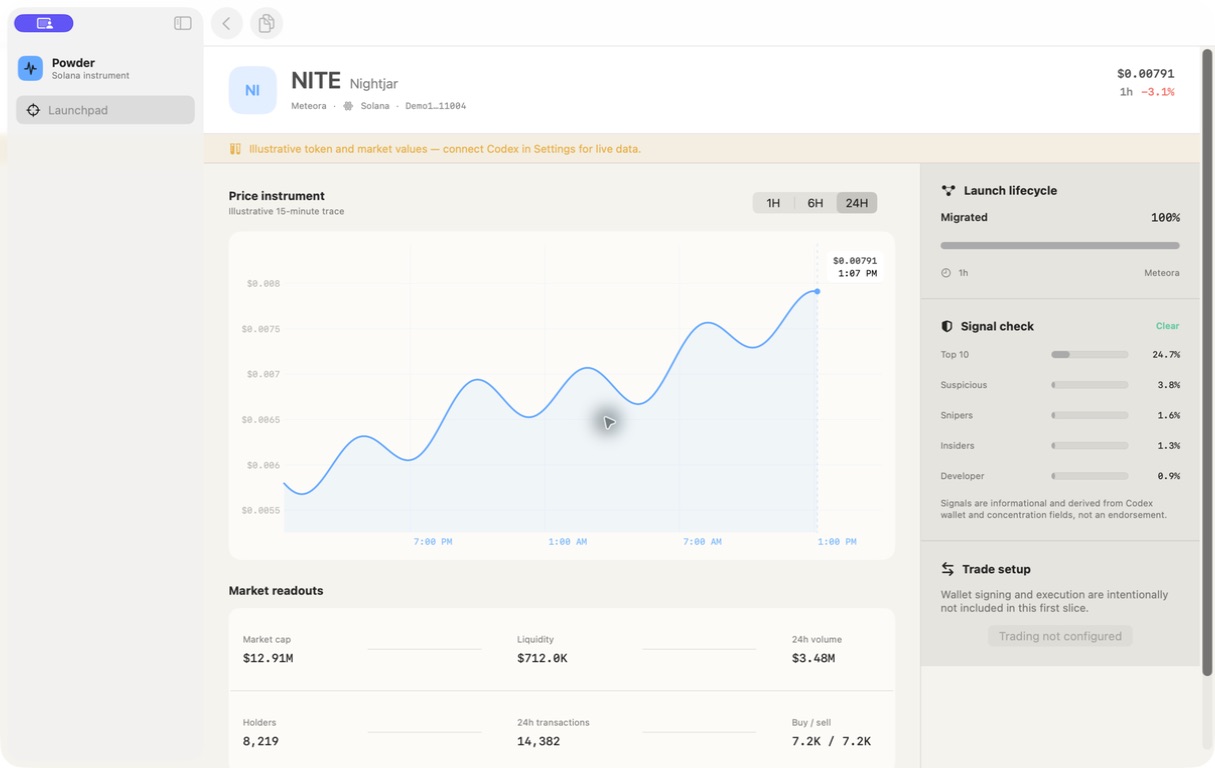 Powder
Solana instrument
Launchpad
NI
NITE Nightjar
Meteora · Solana · Demo1…11004
$0.00791
1h −3.1%
Illustrative token and market values — connect Codex in Settings for live data.
Price instrument
Illustrative 15-minute trace
1H 6H 24H
$0.00791
1:07 PM
$0.008
$0.0075
$0.007
$0.0065
$0.006
$0.0055
7:00 PM 1:00 AM 7:00 AM 1:00 PM
Market readouts
Market cap
$12.91M
Liquidity
$712.0K
24h volume
$3.48M
Holders
8,219
24h transactions
14,382
Buy / sell
7.2K / 7.2K
Launch lifecycle
Migrated 100%
1h Meteora
Signal check Clear
Top 10 24.7%
Suspicious 3.8%
Snipers 1.6%
Insiders 1.3%
Developer 0.9%
Signals are informational and derived from Codex
wallet and concentration fields, not an endorsement.
Trade setup
Wallet signing and execution are intentionally
not included in this first slice.
Trading not configured